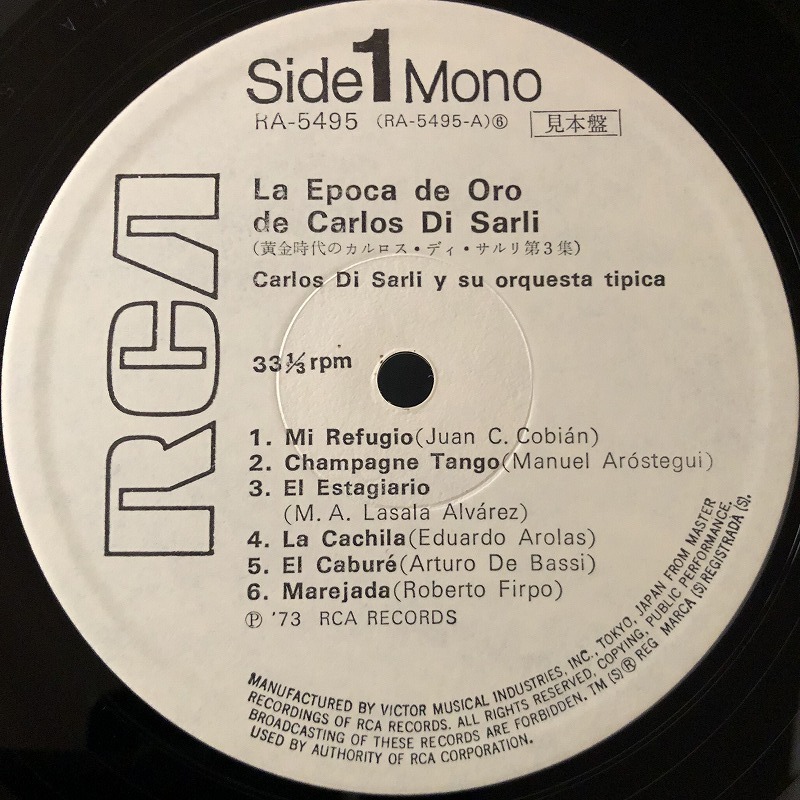 Side 1 Mono
RA-5495 (RA-5495-A)⑥ 見本盤
La Epoca de Oro
de Carlos Di Sarli
(黄金時代のカルロス・ディ・サルリ第3集)
Carlos Di Sarli y su orquesta tipica
33⅓ rpm
1. Mi Refugio(Juan C. Cobián)
2. Champagne Tango(Manuel Aróstegui)
3. El Estagiario
(M. A. Lasala Alvárez)
4. La Cachila(Eduardo Arolas)
5. El Caburé(Arturo De Bassi)
6. Marejada(Roberto Firpo)
Ⓟ '73 RCA RECORDS
RCA
MANUFACTURED BY VICTOR MUSICAL INDUSTRIES, INC., TOKYO, JAPAN FROM MASTER
RECORDINGS OF RCA RECORDS. ALL RIGHTS RESERVED, COPYING, PUBLIC PERFORMANCE,
BROADCASTING OF THESE RECORDS ARE FORBIDDEN. TM (S) ® REG MARCA (S) REGISTRADA (S).
USED BY AUTHORITY OF RCA CORPORATION.